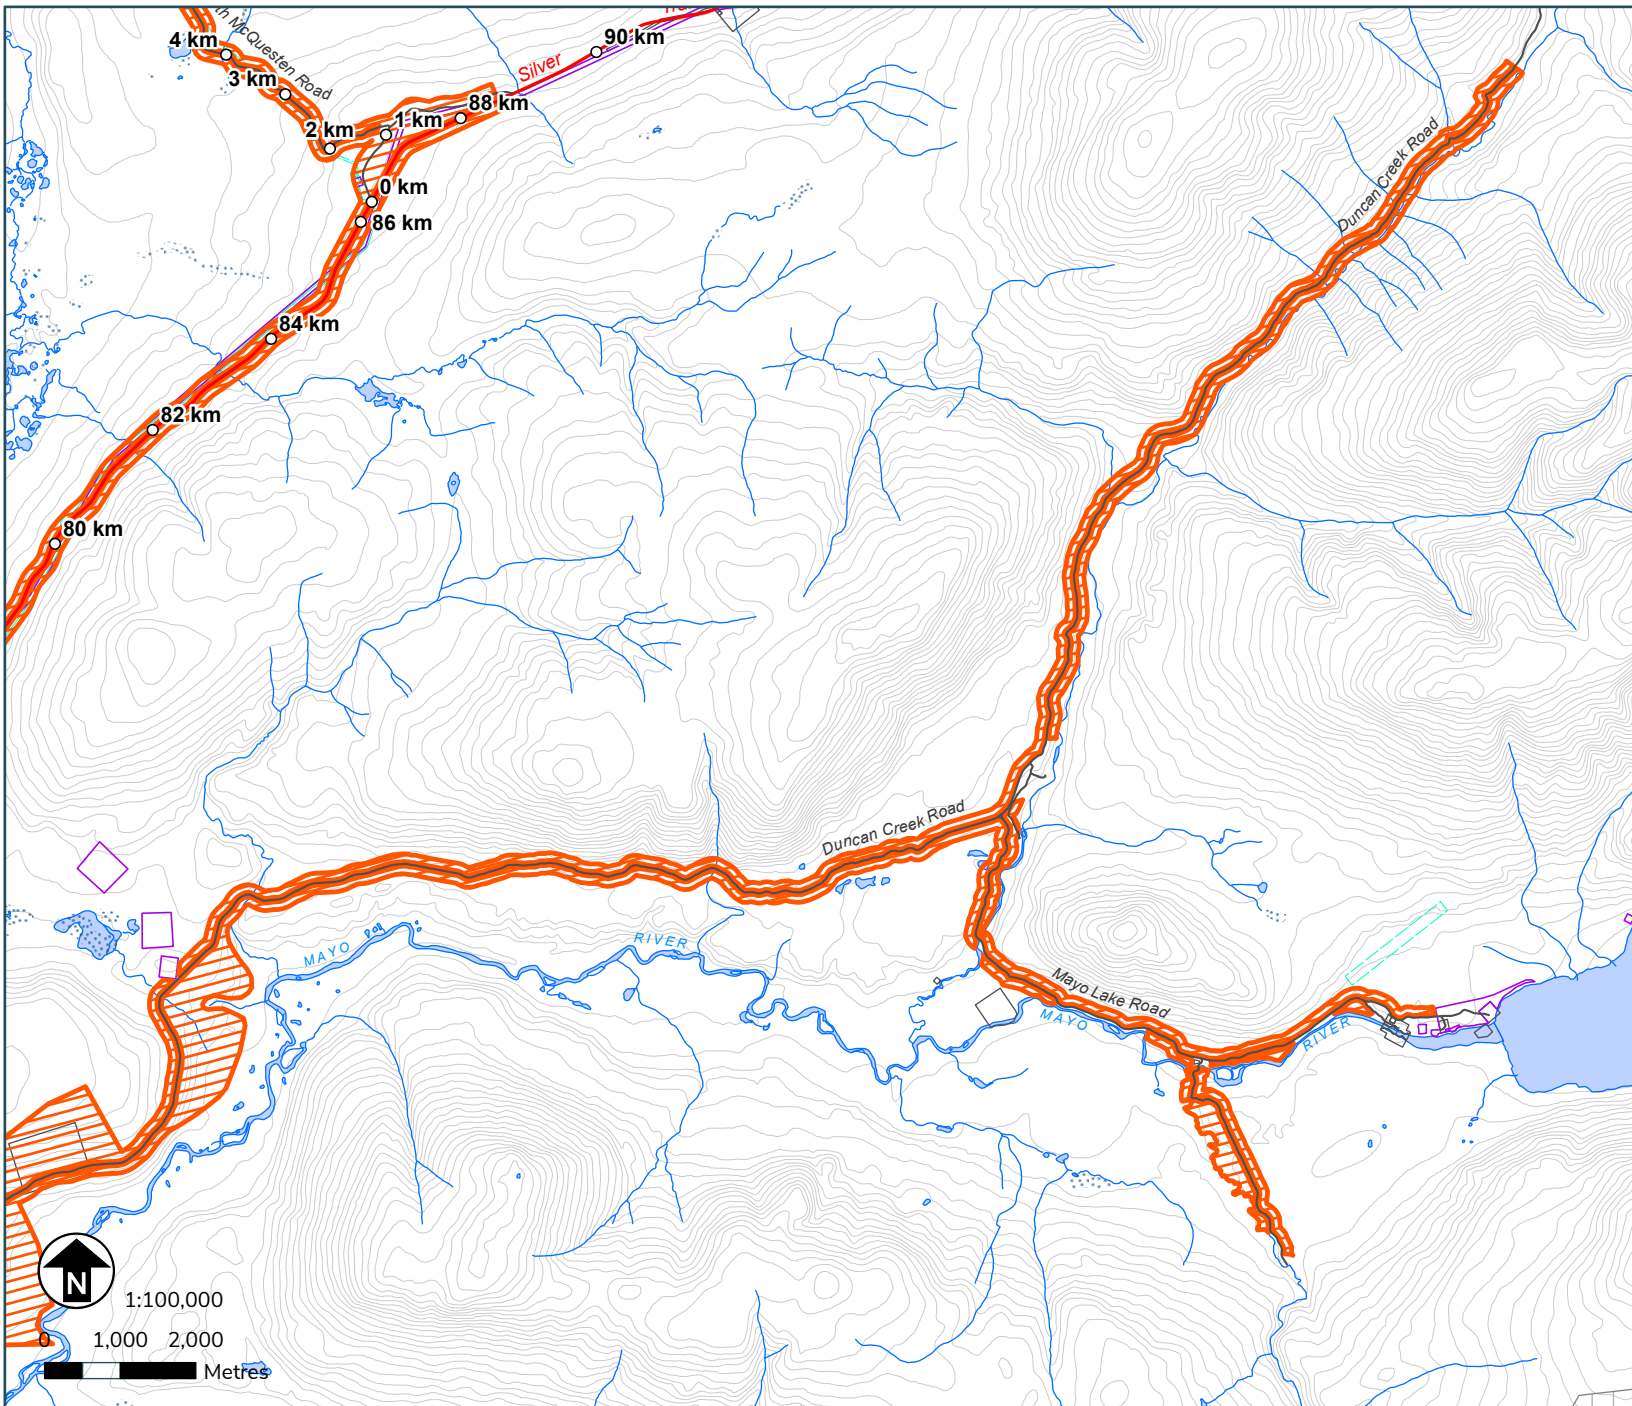 4 km
McQuesten Road
3 km
2 km
1 km
Silver
90 km
88 km
0 km
86 km
84 km
82 km
80 km
Duncan Creek Road
Duncan Creek Road
MAYO
RIVER
Mayo Lake Road
MAYO
RIVER
N
1:100,000
0 1,000 2,000
Metres